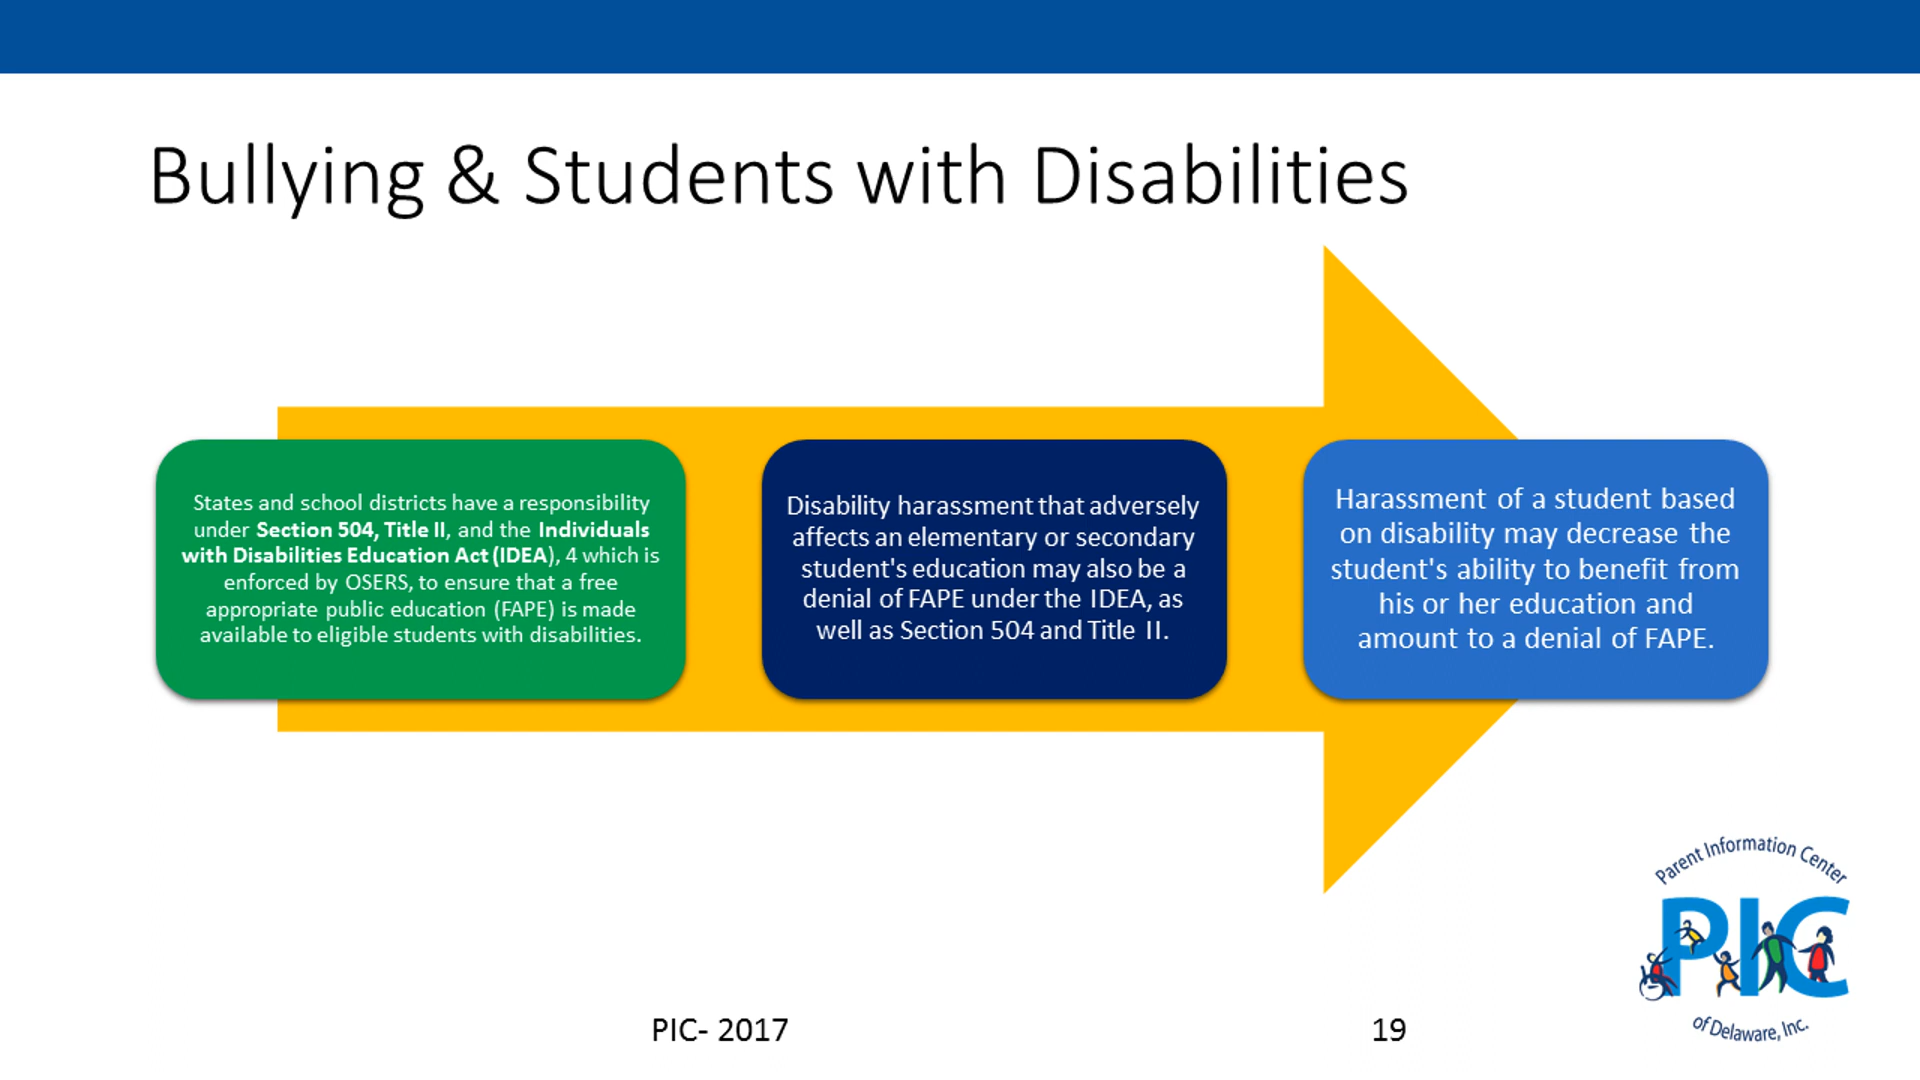 Bullying & Students with Disabilities
States and school districts have a responsibility
under Section 504, Title II, and the Individuals
with Disabilities Education Act (IDEA), 4 which is
enforced by OSERS, to ensure that a free
appropriate public education (FAPE) is made
available to eligible students with disabilities.
Disability harassment that adversely
affects an elementary or secondary
student's education may also be a
denial of FAPE under the IDEA, as
well as Section 504 and Title II.
Harassment of a student based
on disability may decrease the
student's ability to benefit from
his or her education and
amount to a denial of FAPE.
Parent Information Center
PIC
of Delaware, Inc.
PIC- 2017
19